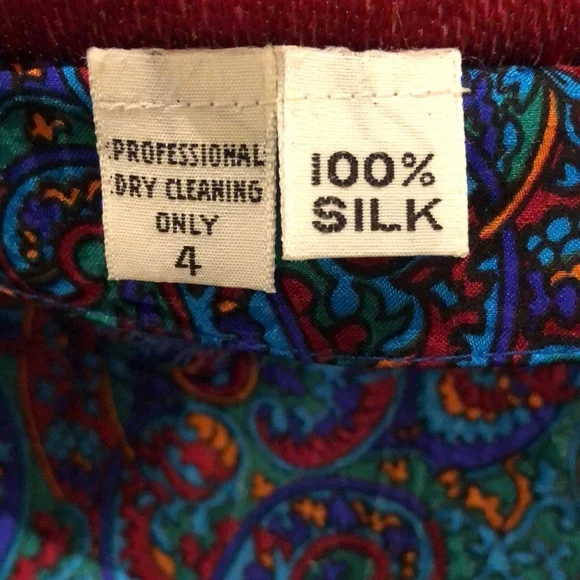 PROFESSIONAL
DRY CLEANING
ONLY
4
100%
SILK